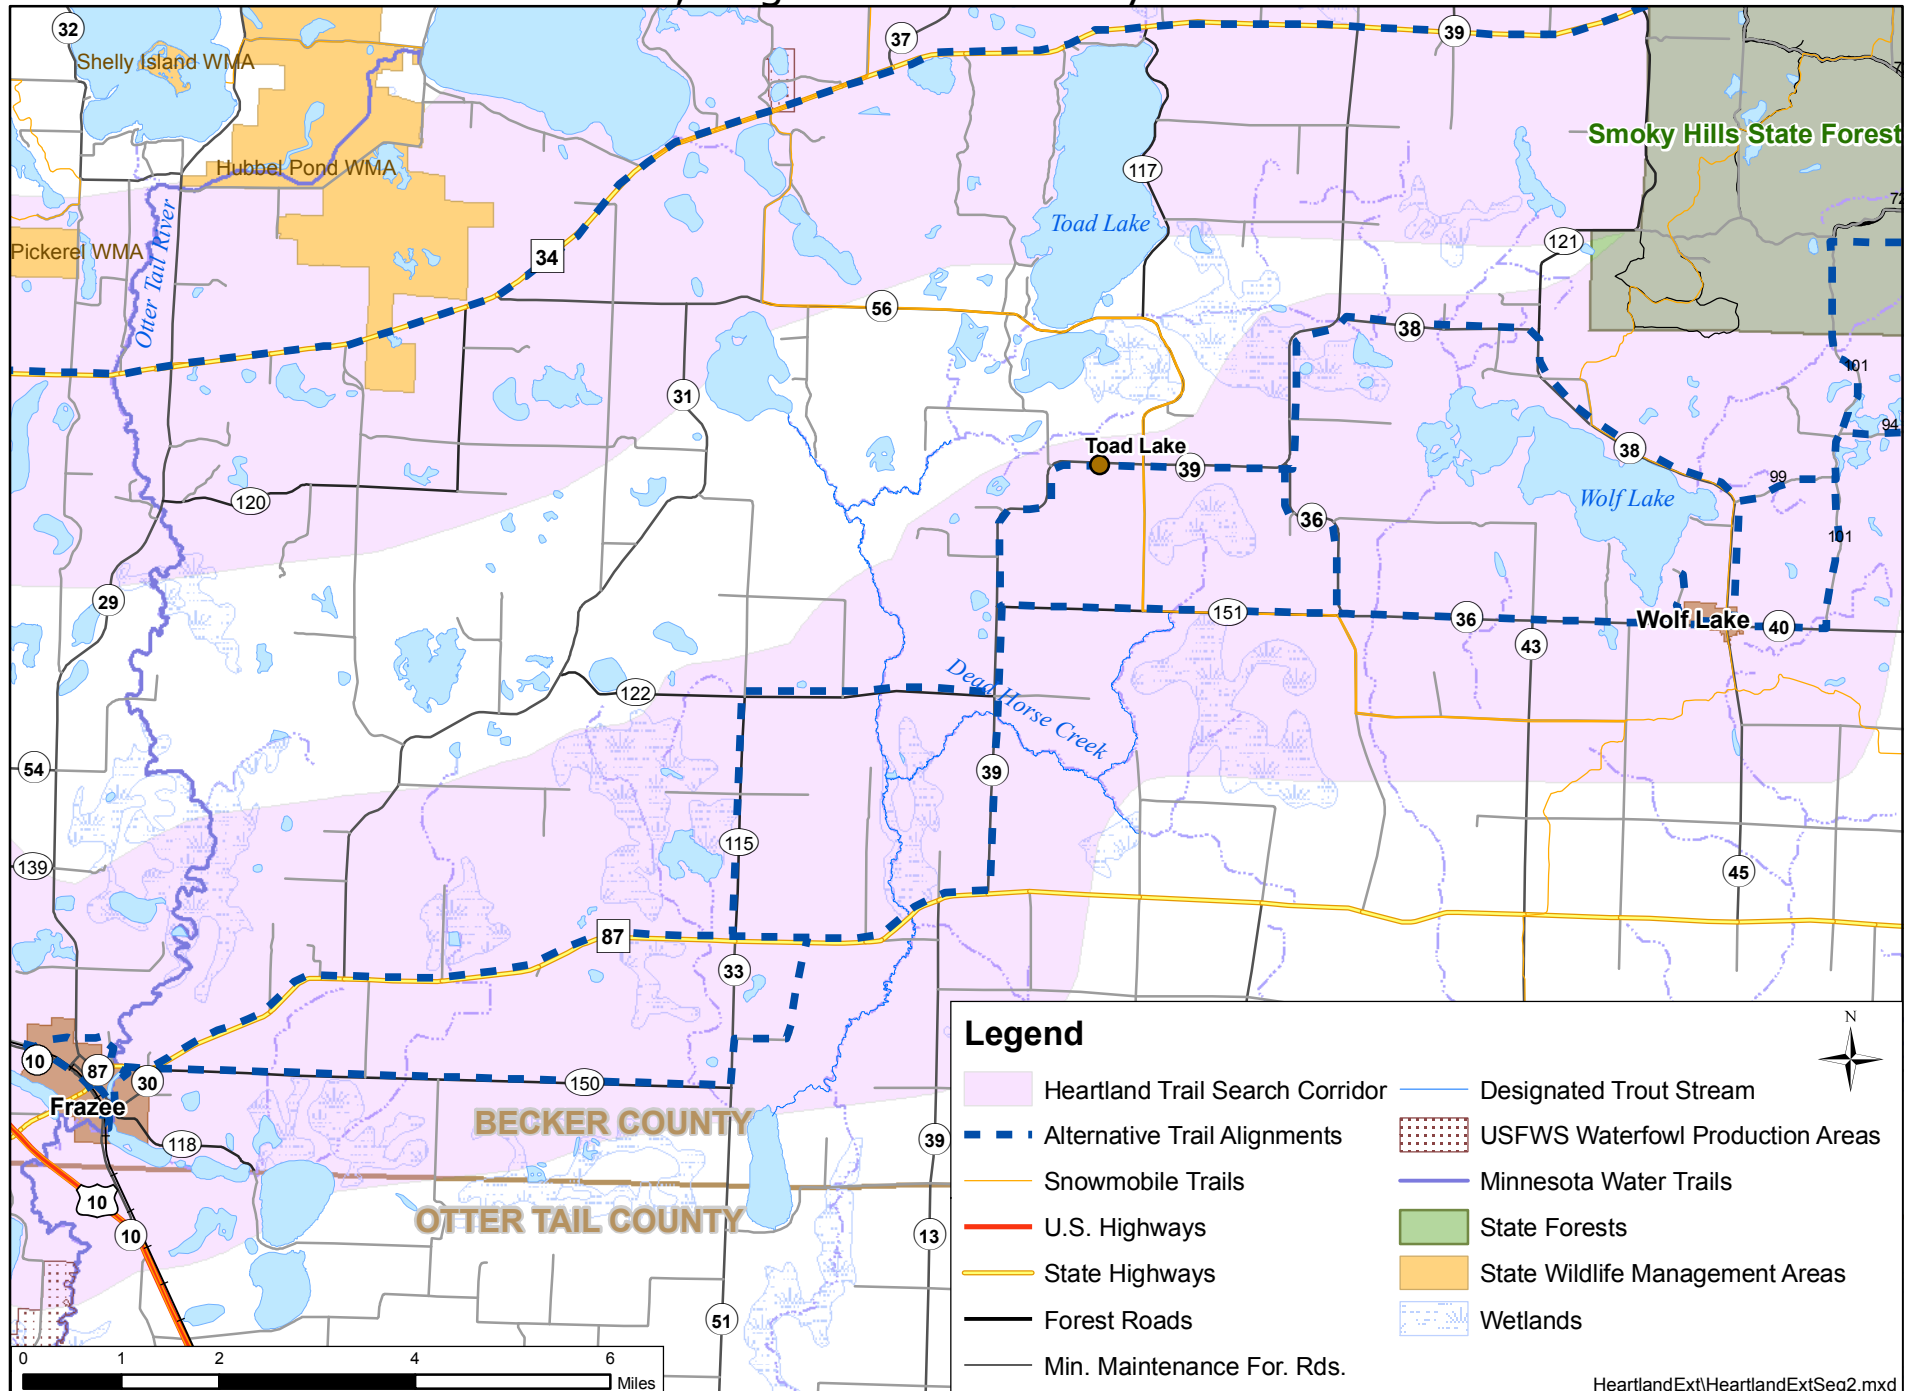 32
Shelly Island WMA
37
39
7
Smoky Hills State Forest
Hubbel Pond WMA
117
72
Toad Lake
121
Pickerel WMA
Otter Tail River
34
56
38
101
31
94
Toad Lake
39
38
99
120
Wolf Lake
36
101
29
151
36
Wolf Lake
40
43
122
Dead Horse Creek
54
39
115
139
45
87
33
10
87
30
150
Frazee
BECKER COUNTY
118
39
10
OTTER TAIL COUNTY
10
13
51
0 1 2 4 6
Miles
Legend
N
Heartland Trail Search Corridor
Alternative Trail Alignments
Snowmobile Trails
U.S. Highways
State Highways
Forest Roads
Min. Maintenance For. Rds.
Designated Trout Stream
USFWS Waterfowl Production Areas
Minnesota Water Trails
State Forests
State Wildlife Management Areas
Wetlands
HeartlandExt\HeartlandExtSeg2.mxd